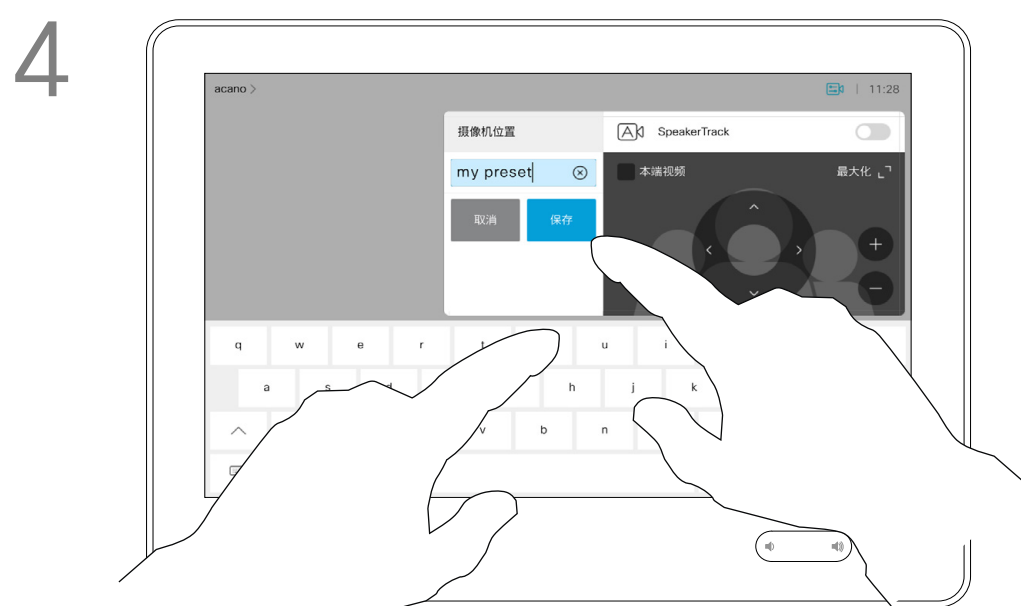 4
acano
11:28
摄像机位置
SpeakerTrack
my preset
本端视频
最大化
取消
保存
q w e r t u i
a s d h j k
v b n